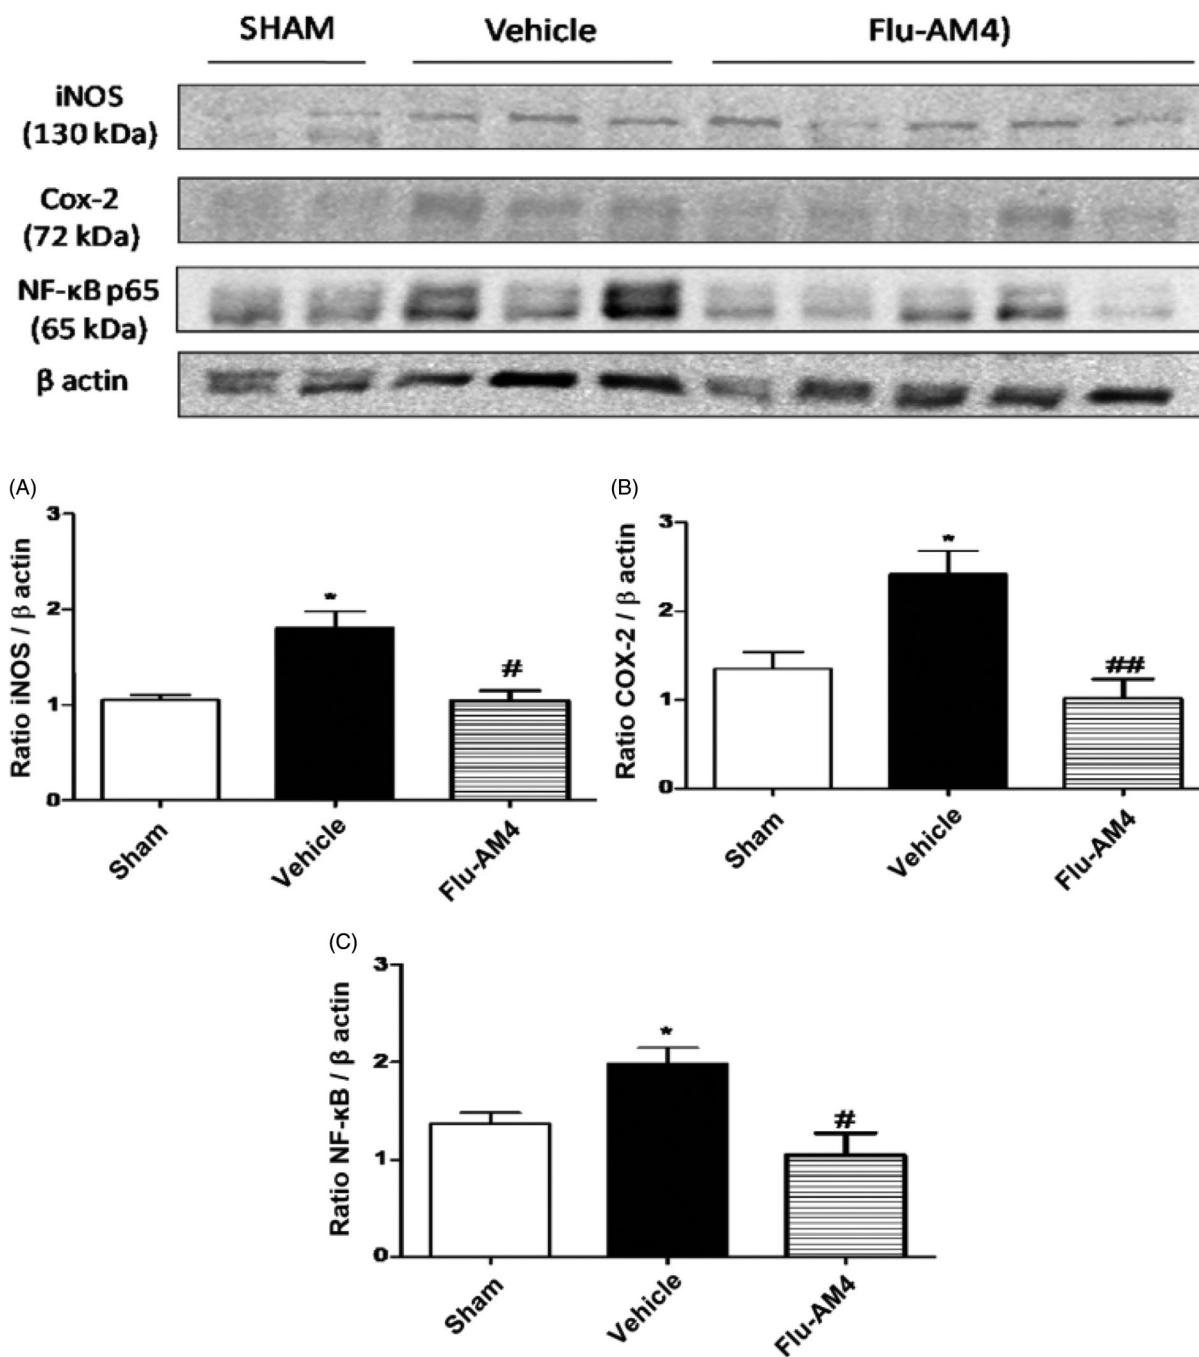 SHAM Vehicle Flu-AM4)
iNOS
(130 kDa)
Cox-2
(72 kDa)
NF-κB p65
(65 kDa)
β actin
(A) (B)
3
2
1
0
Ratio iNOS / β actin
*
#
Sham Vehicle Flu-AM4
3
2
1
0
Ratio COX-2 / β actin
*
##
Sham Vehicle Flu-AM4
(C)
3
2
1
0
Ratio NF-κB / β actin
*
#
Sham Vehicle Flu-AM4